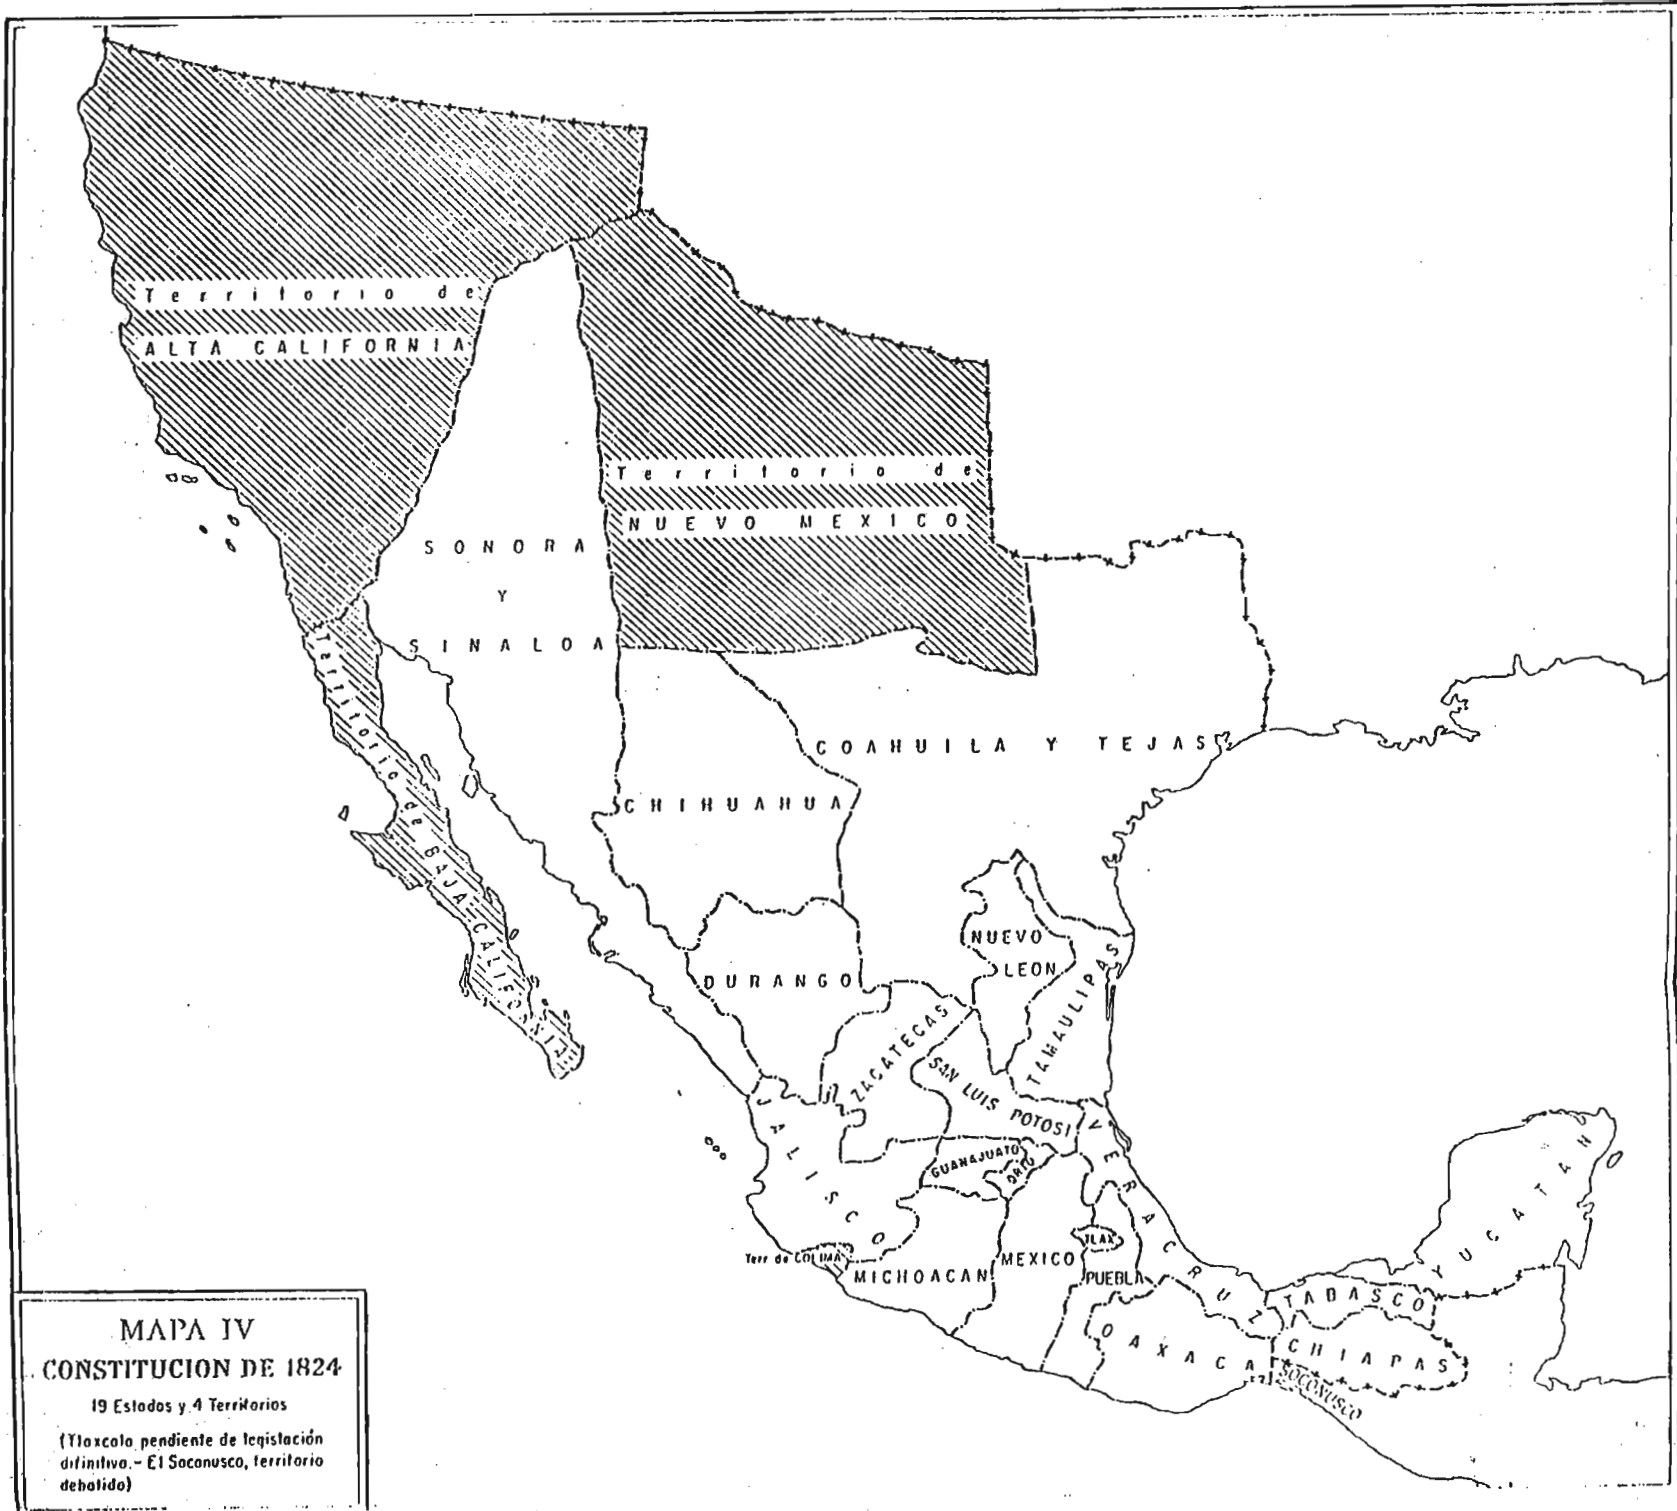 Territorio de
ALTA CALIFORNIA
Territorio de
NUEVO MEXICO
SONORA
Y
SINALOA
Territorio de BAJA CALIFORNIA
COAHUILA Y TEJAS
CHIHUAHUA
NUEVO
LEON
TAMAULIPAS
DURANGO
ZACATECAS
SAN LUIS POTOSI
JALISCO
GUANAJUATO
QRTO
VERACRUZ
YUCATAN
Terr de COLIMA
MICHOACAN
MEXICO
TLAX
PUEBLA
TABASCO
OAXACA
CHIAPAS
SOCONUSCO
MAPA IV
CONSTITUCION DE 1824
19 Estados y 4 Territorios
(Tlaxcala pendiente de legislación
difinitiva.- El Soconusco, territorio
debatido)